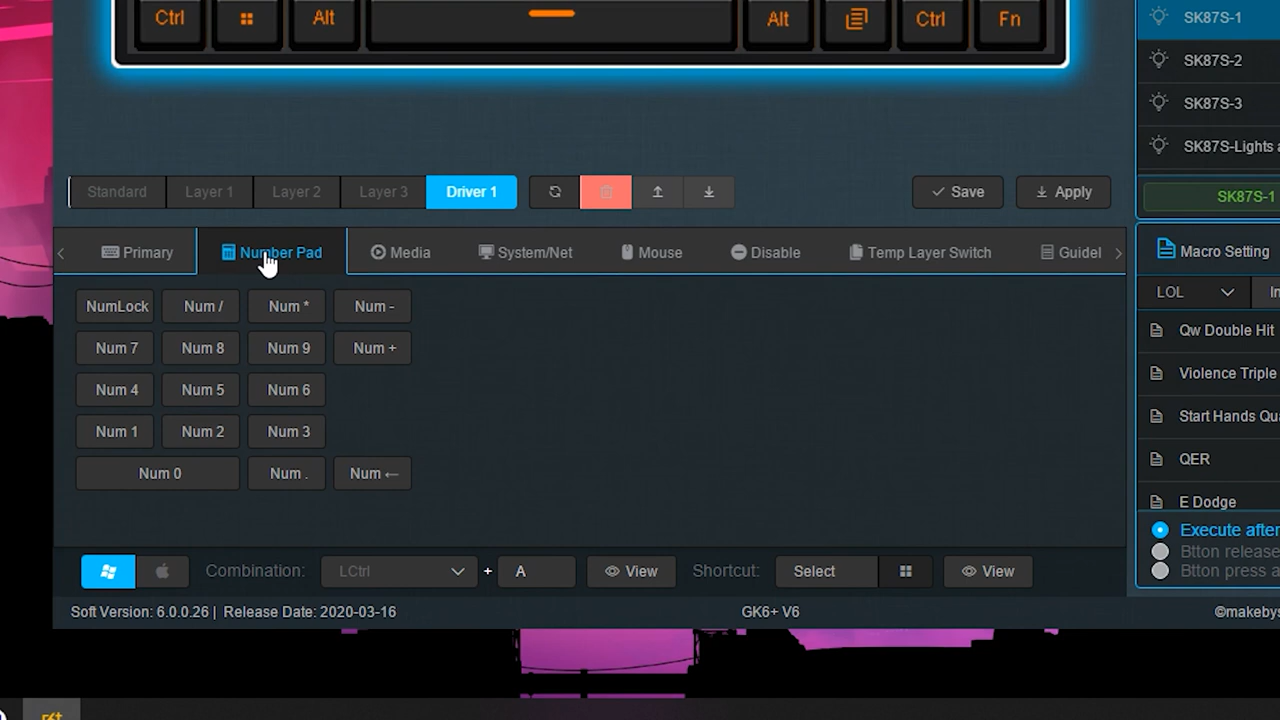 Ctrl Alt Alt Ctrl Fn
SK87S-1
SK87S-2
SK87S-3
SK87S-Lights
Standard Layer 1 Layer 2 Layer 3 Driver 1 Save Apply
SK87S-1
Primary Number Pad Media System/Net Mouse Disable Temp Layer Switch Guidel
Macro Setting
NumLock Num / Num * Num -
LOL
Num 7 Num 8 Num 9 Num +
Qw Double Hit
Num 4 Num 5 Num 6
Violence Triple
Num 1 Num 2 Num 3
Start Hands
Num 0 Num . Num ←
QER
E Dodge
Execute after
Btton release
Btton press a
Combination: LCtrl + A View Shortcut: Select View
Soft Version: 6.0.0.26 | Release Date: 2020-03-16 GK6+ V6 ©makebys